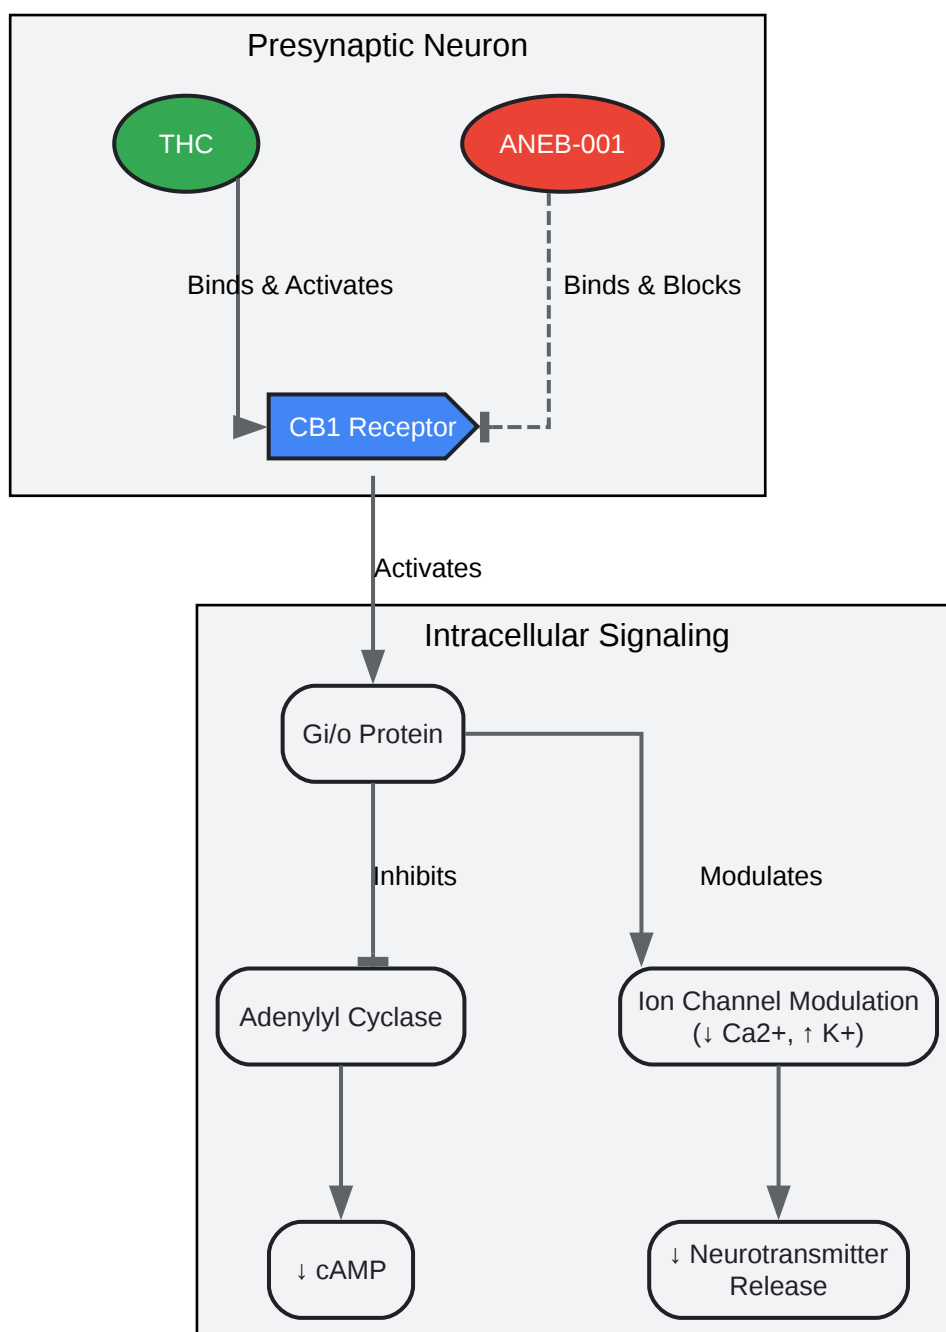 Presynaptic Neuron
THC
ANEB-001
Binds & Activates
Binds & Blocks
CB1 Receptor
Activates
Intracellular Signaling
Gi/o Protein
Inhibits
Modulates
Adenylyl Cyclase
Ion Channel Modulation
(↓ Ca2+, ↑ K+)
↓ cAMP
↓ Neurotransmitter
Release